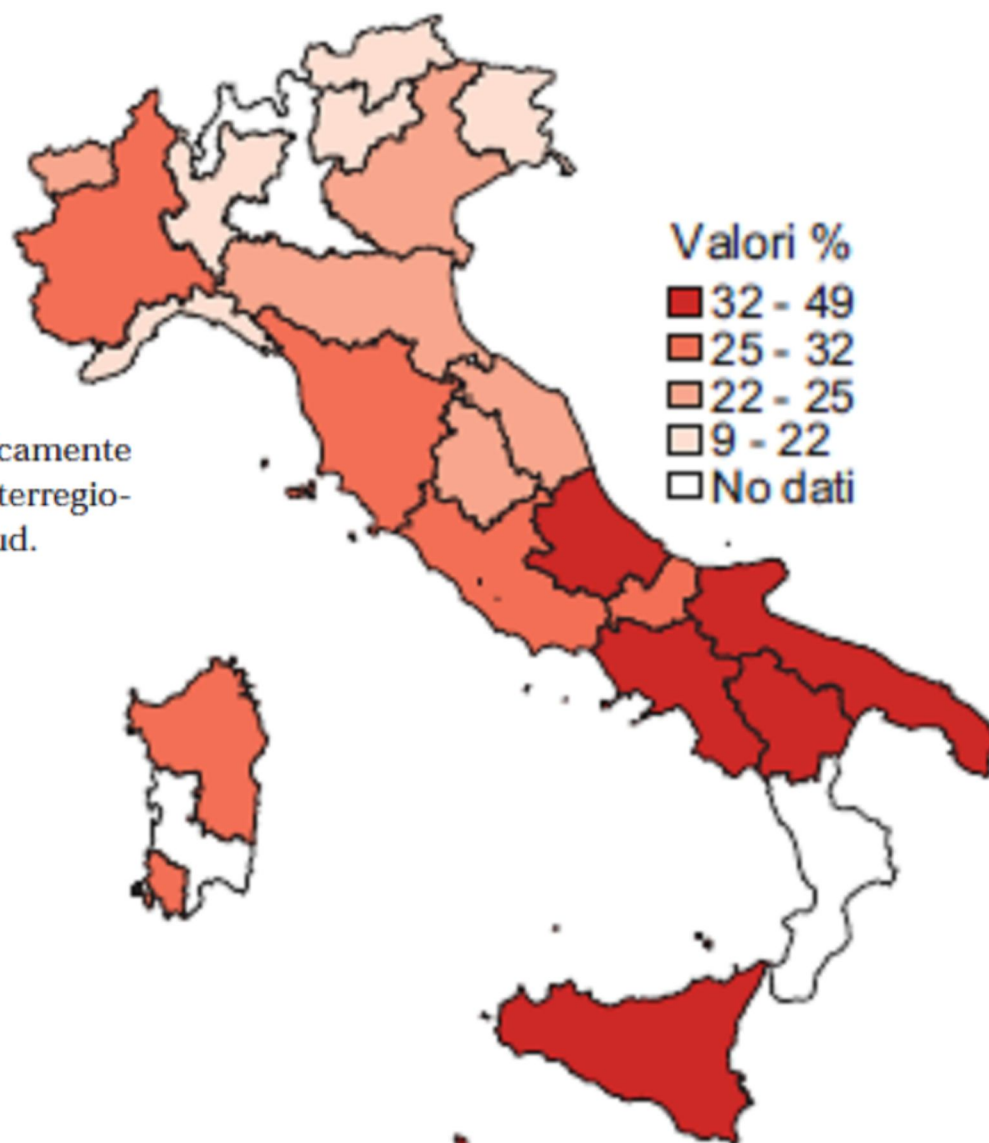 Valori %
32 - 49
25 - 32
22 - 25
9 - 22
No dati
camente
terregio-
ud.